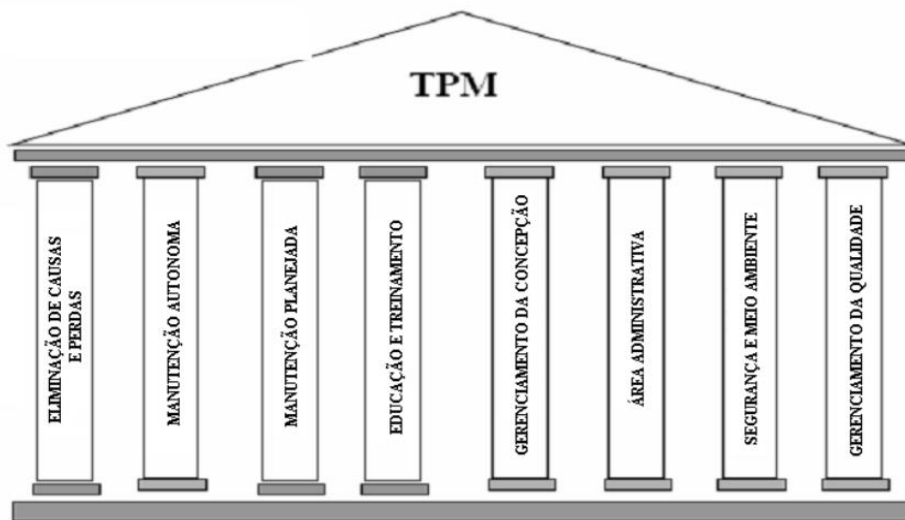 TPM
ELIMINAÇÃO DE CAUSAS
E PERDAS
MANUTENÇÃO AUTONOMA
MANUTENÇÃO PLANEJADA
EDUCAÇÃO E TREINAMENTO
GERENCIAMENTO DA CONCEPÇÃO
ÁREA ADMINISTRATIVA
SEGURANÇA E MEIO AMBIENTE
GERENCIAMENTO DA QUALIDADE